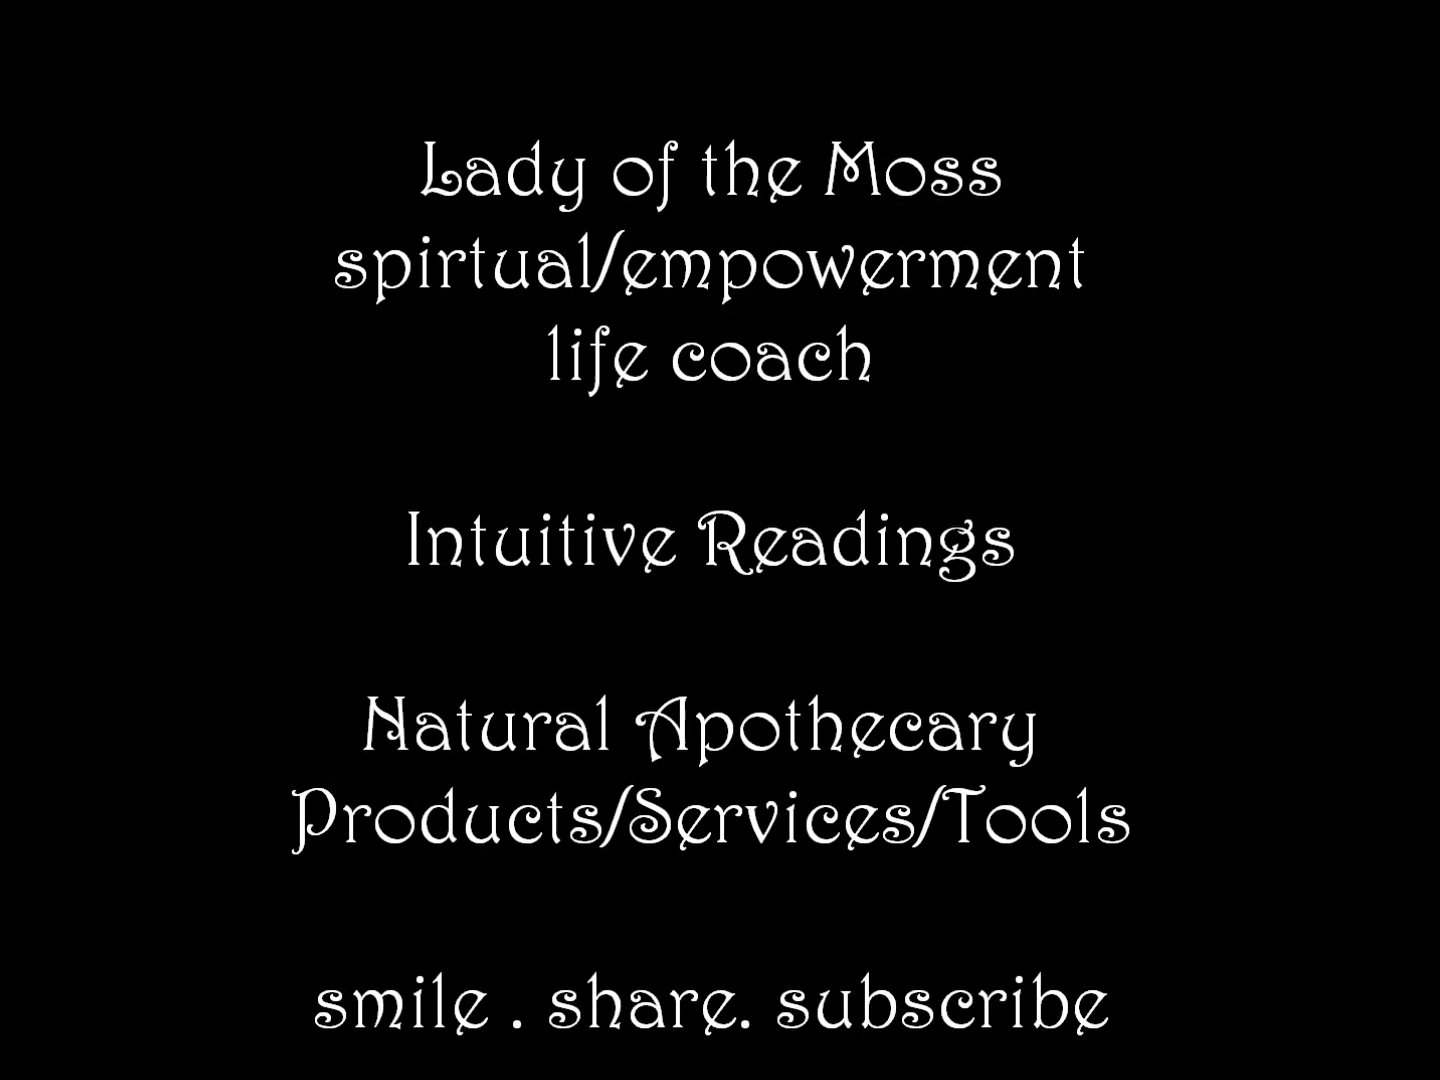 Lady of the Moss
spirtual/empowerment
life coach
Intuitive Readings
Natural Apothecary
Products/Services/Tools
smile . share. subscribe